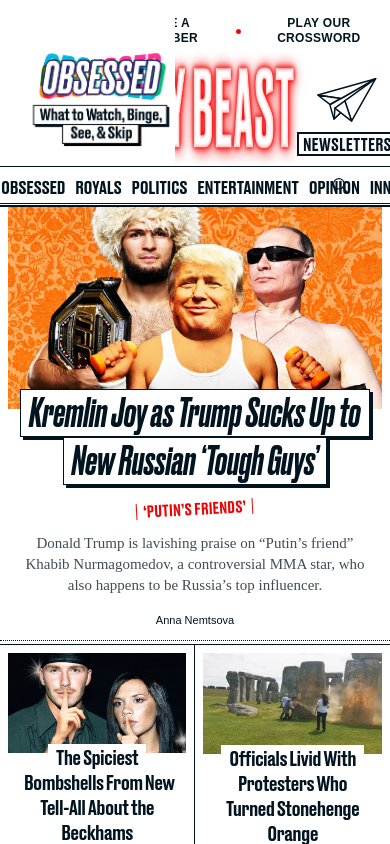 E A
BER
PLAY OUR
CROSSWORD
OBSESSED
What to Watch, Binge,
See, & Skip
Y BEAST
NEWSLETTERS
OBSESSED ROYALS POLITICS ENTERTAINMENT OPINION INN
Kremlin Joy as Trump Sucks Up to
New Russian ‘Tough Guys’
‘PUTIN’S FRIENDS’
Donald Trump is lavishing praise on “Putin’s friend”
Khabib Nurmagomedov, a controversial MMA star, who
also happens to be Russia’s top influencer.
Anna Nemtsova
The Spiciest
Bombshells From New
Tell-All About the
Beckhams
Officials Livid With
Protesters Who
Turned Stonehenge
Orange